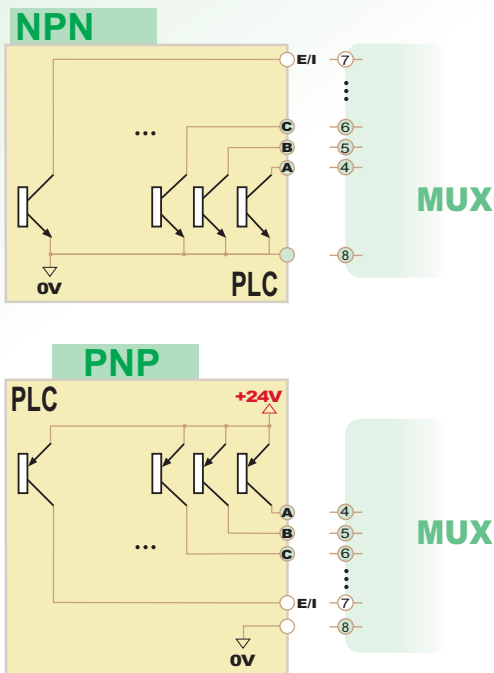 NPN
E/I 7
...
C 6
B 5
A 4
MUX
8
0V
PLC
PNP
PLC
+24V
A 4
B 5
MUX
C 6
...
E/I 7
8
0V